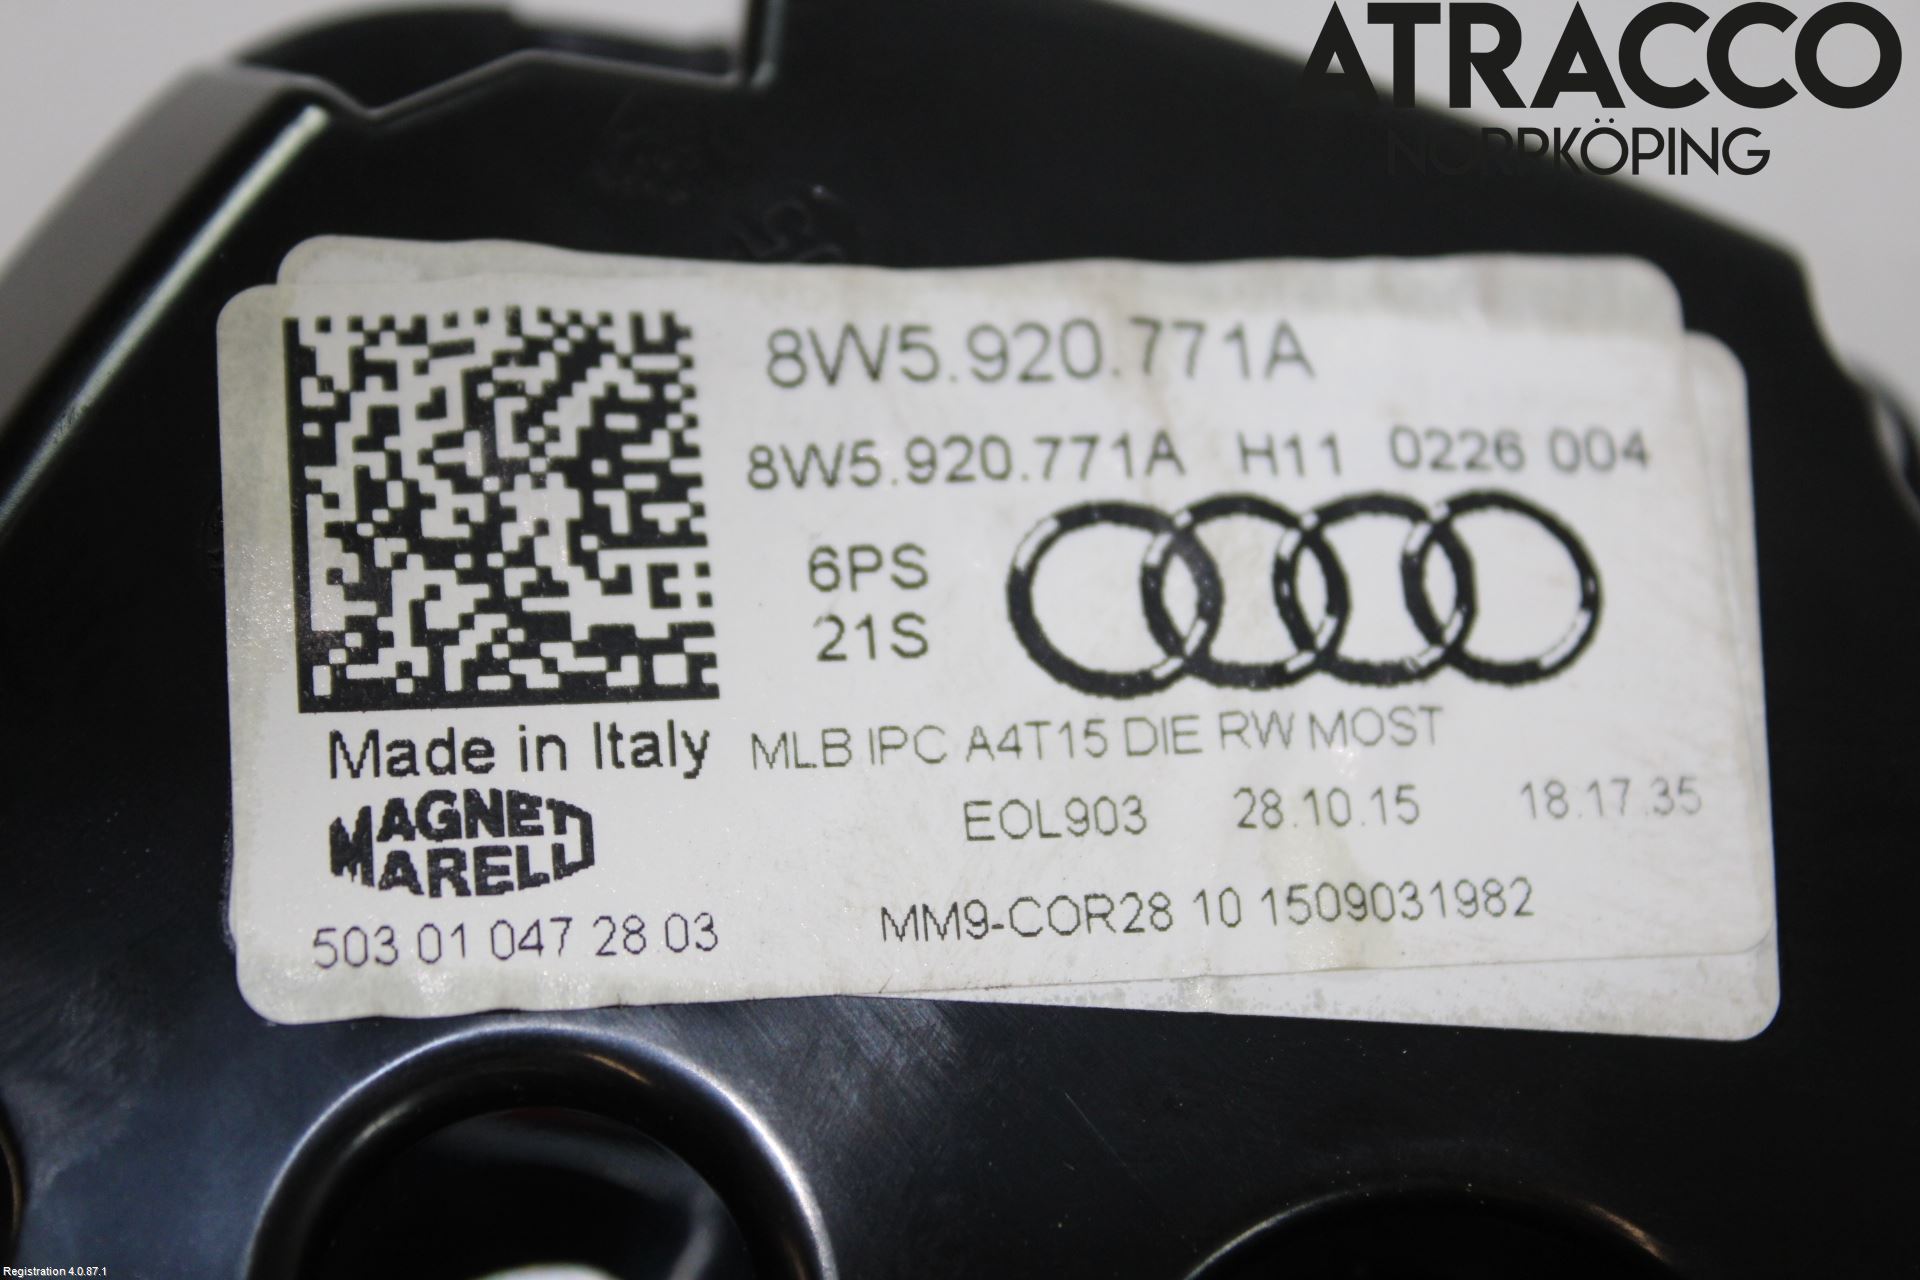 ATRACCO
NORRKÖPING
8W5.920.771A
8W5.920.771A H11 0226 004
6PS
21S
Made in Italy
MLB IPC A4T15 DIE RW MOST
EOL903 28.10.15 18.17.35
MAGNETI
MARELLI
503 01 047 28 03
MM9-COR28 10 1509031982
Registration 4.0.87.1